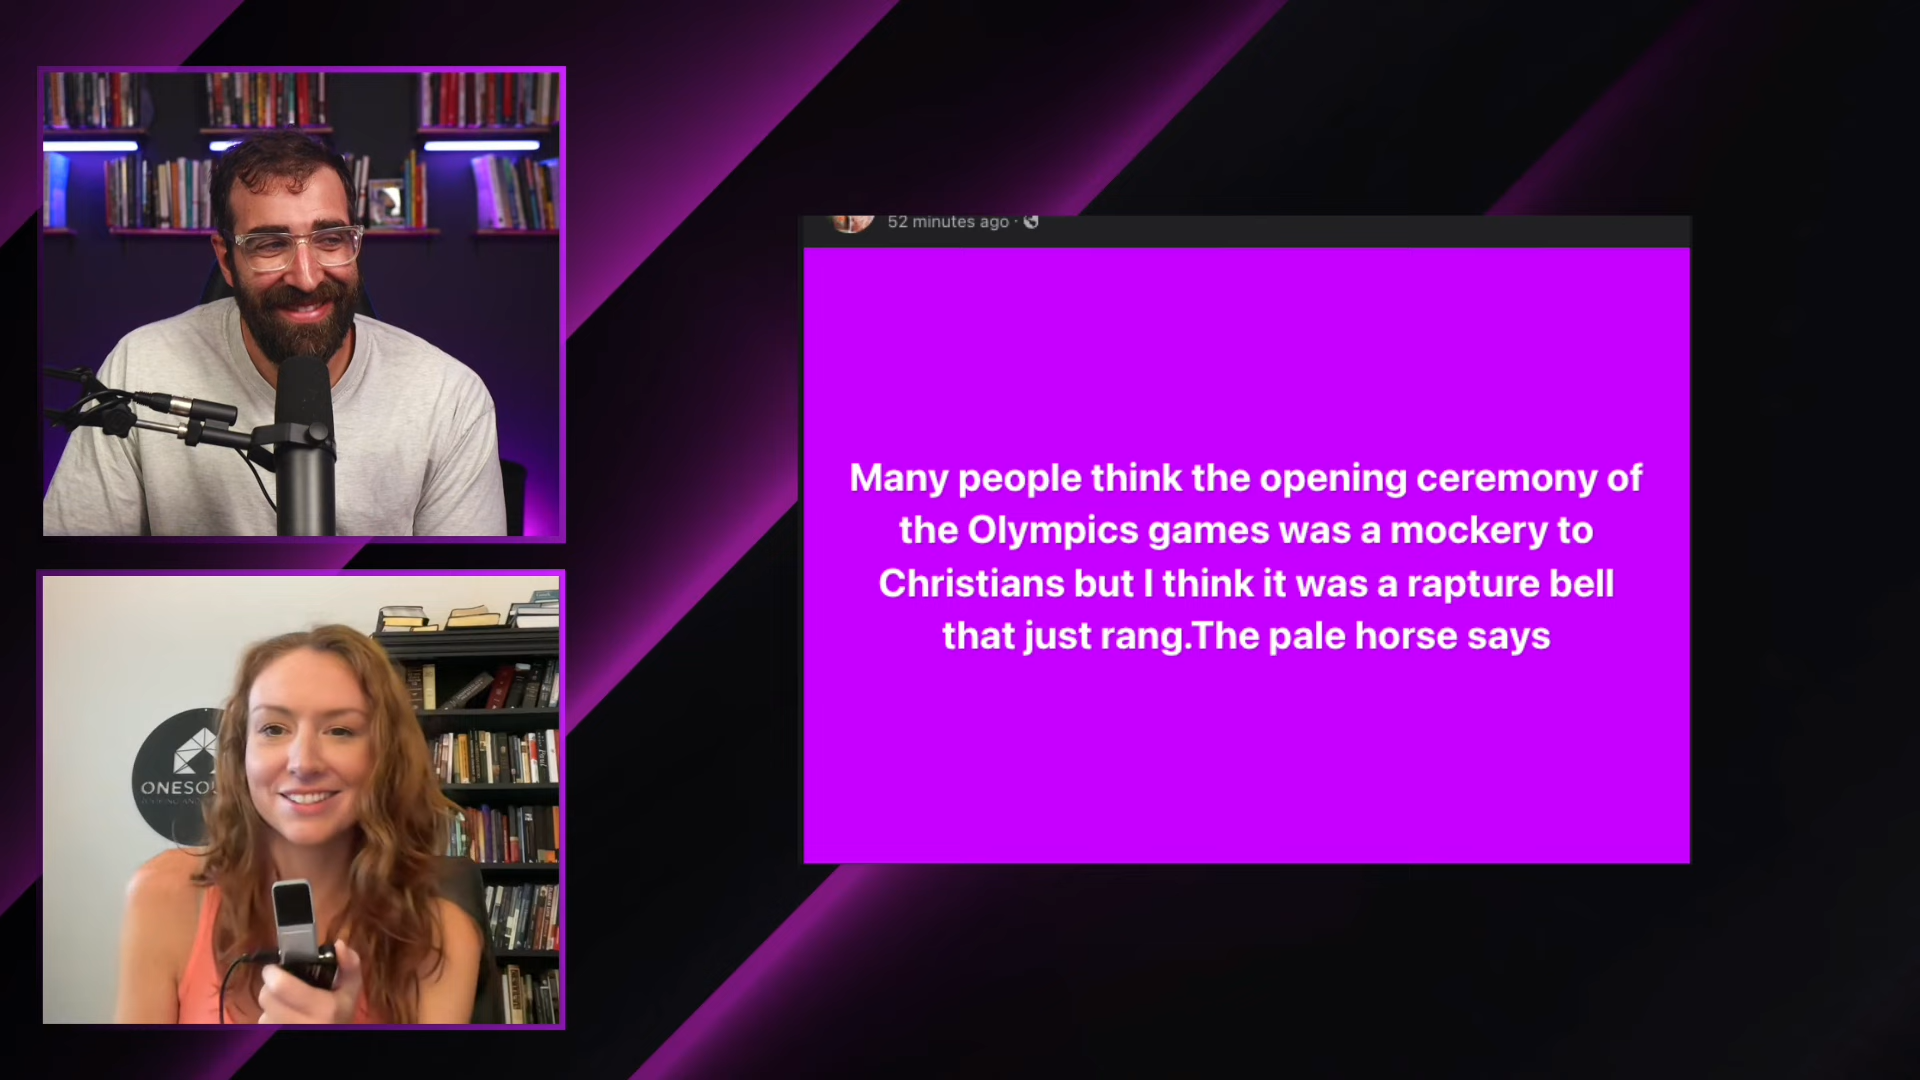 52 minutes ago ·
Many people think the opening ceremony of
the Olympics games was a mockery to
Christians but I think it was a rapture bell
that just rang.The pale horse says
ONESOU